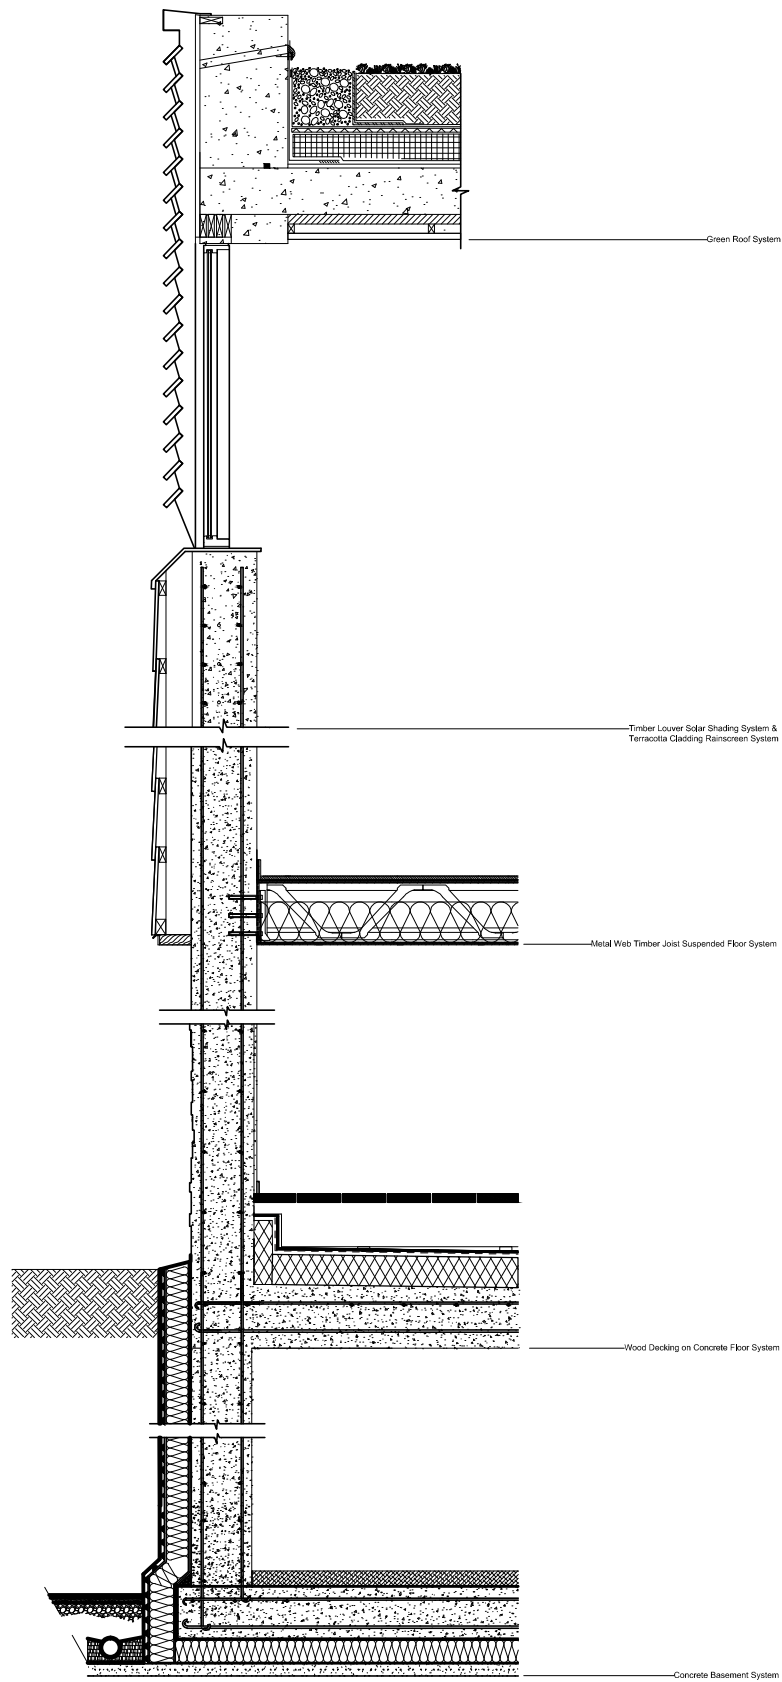 Green Roof System
Timber Louver Solar Shading System &
Terracotta Cladding Rainscreen System
Metal Web Timber Joist Suspended Floor System
Wood Decking on Concrete Floor System
Concrete Basement System